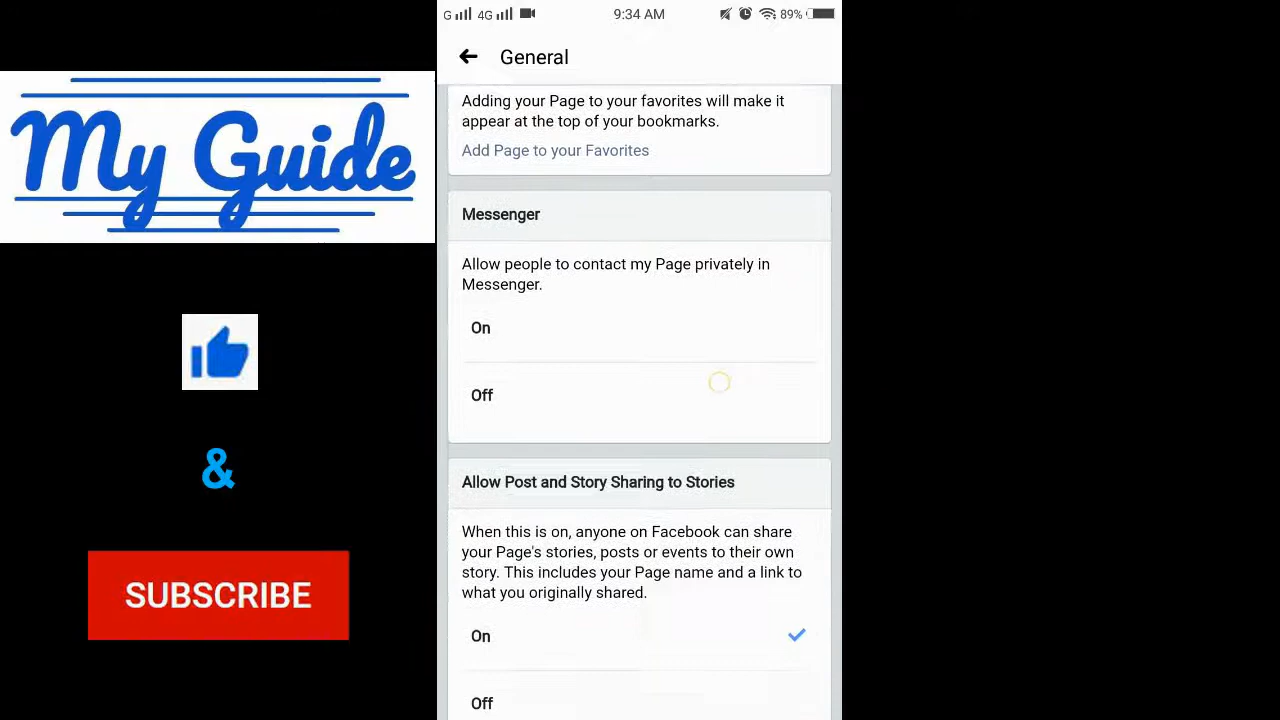 G 4G 9:34 AM 89%
General
Adding your Page to your favorites will make it
appear at the top of your bookmarks.
Add Page to your Favorites
Messenger
Allow people to contact my Page privately in
Messenger.
On
Off
Allow Post and Story Sharing to Stories
When this is on, anyone on Facebook can share
your Page's stories, posts or events to their own
story. This includes your Page name and a link to
what you originally shared.
On
Off
My Guide
&
SUBSCRIBE